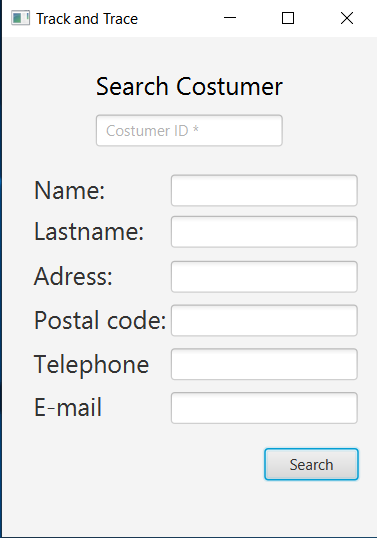 Track and Trace
Search Costumer
Costumer ID *
Name:
Lastname:
Adress:
Postal code:
Telephone
E-mail
Search